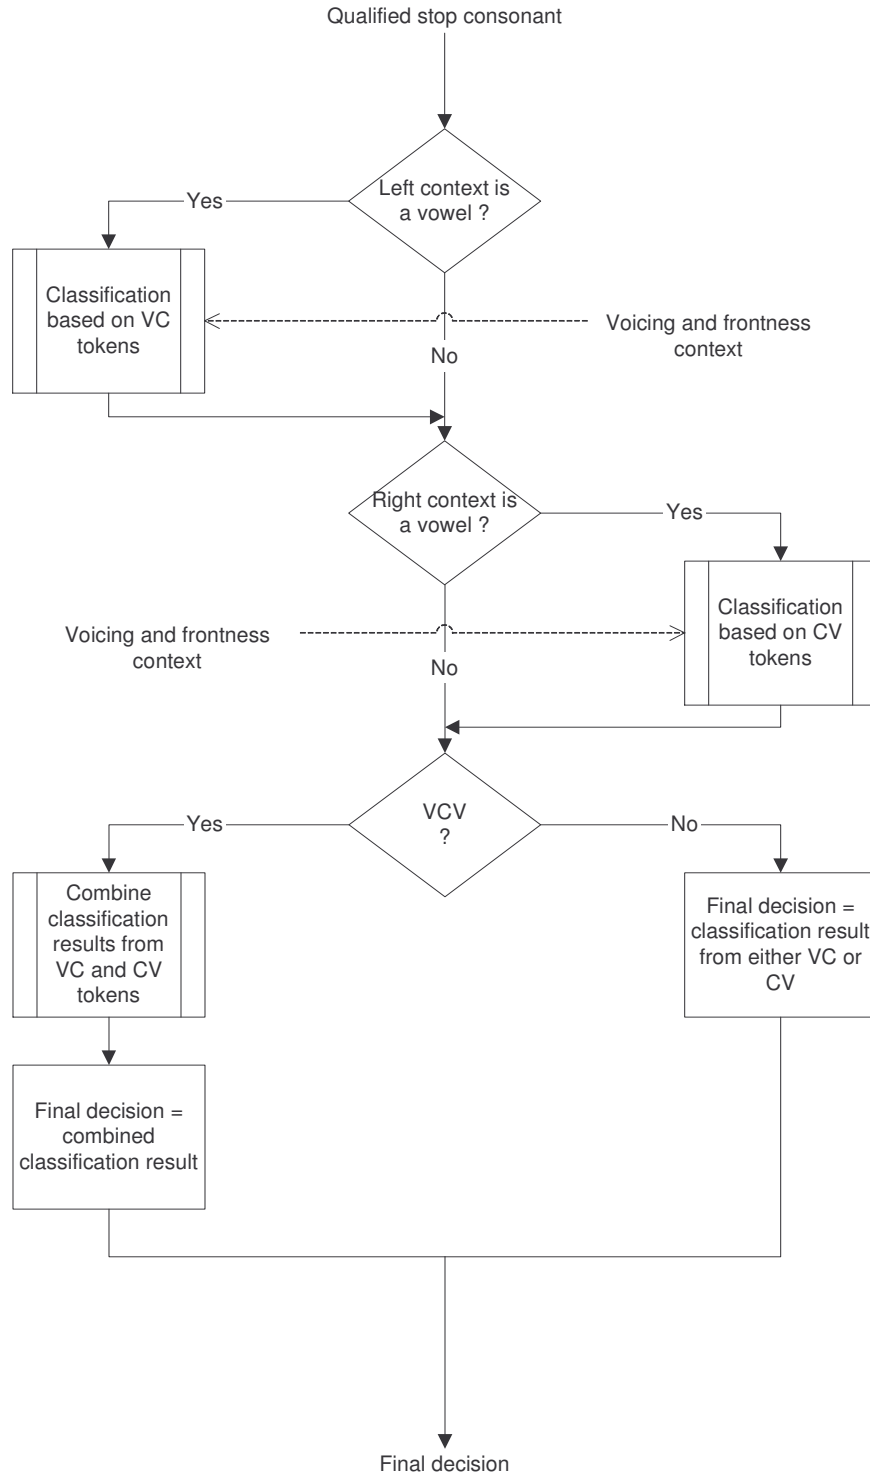 Qualified stop consonant
Left context is
a vowel ?
Yes
Classification
based on VC
tokens
Voicing and frontness
context
No
Right context is
a vowel ?
Yes
Classification
based on CV
tokens
Voicing and frontness
context
No
VCV
?
Yes
No
Combine
classification
results from
VC and CV
tokens
Final decision =
classification result
from either VC or
CV
Final decision =
combined
classification result
Final decision